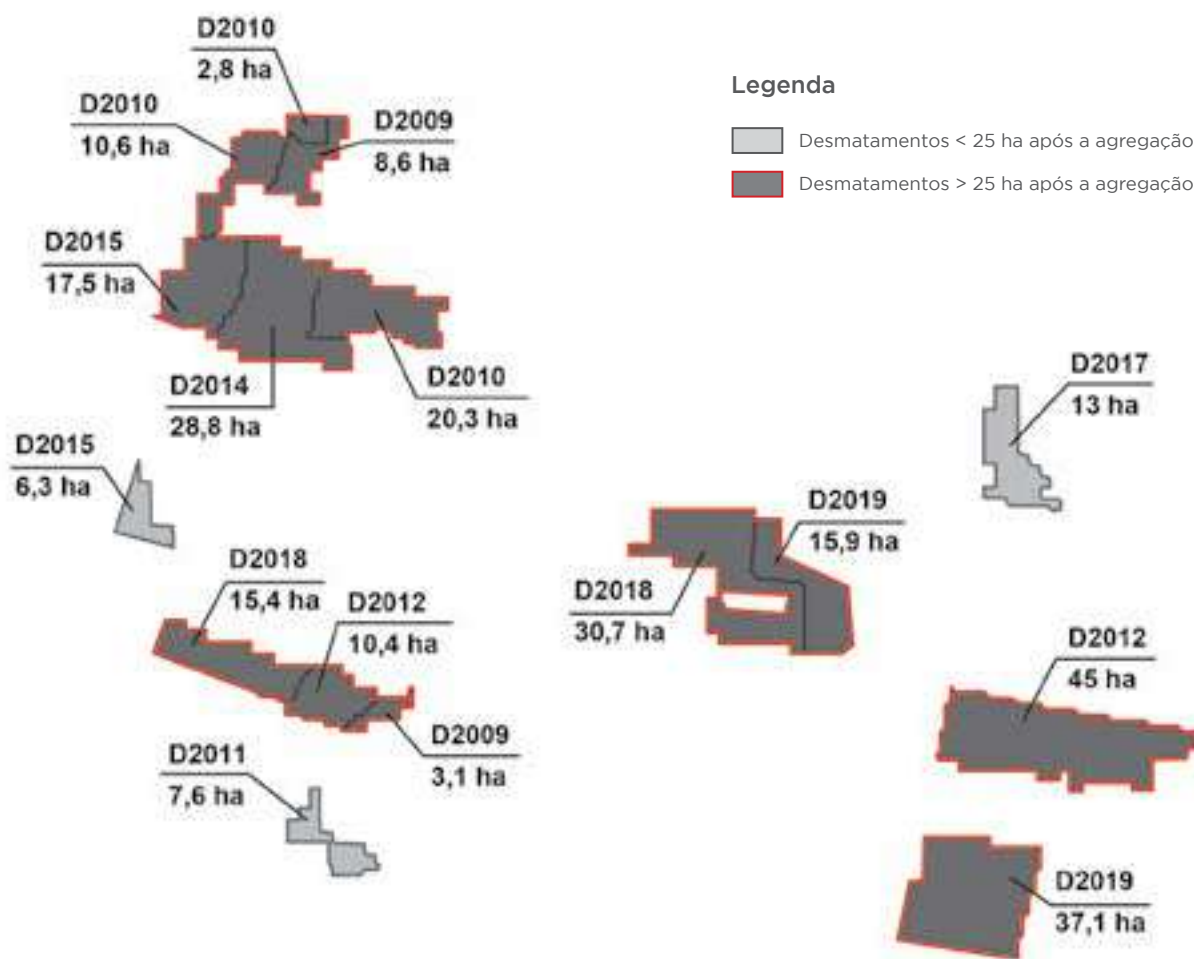 D2010
2,8 ha
D2010
10,6 ha
D2009
8,6 ha
D2015
17,5 ha
D2014
28,8 ha
D2010
20,3 ha
Legenda
Desmatamentos < 25 ha após a agregação
Desmatamentos > 25 ha após a agregação
D2015
6,3 ha
D2017
13 ha
D2018
15,4 ha
D2012
10,4 ha
D2009
3,1 ha
D2011
7,6 ha
D2019
15,9 ha
D2018
30,7 ha
D2012
45 ha
D2019
37,1 ha